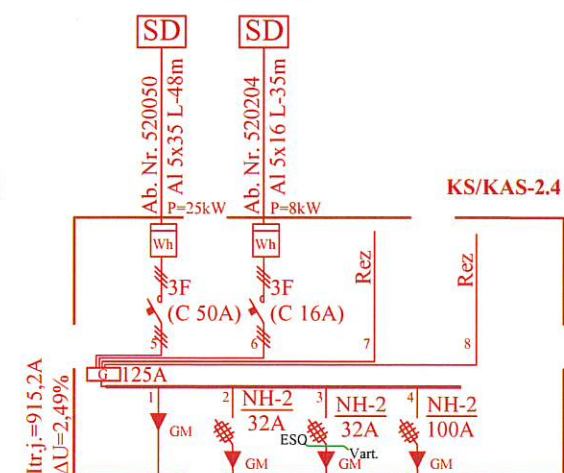 SD
SD
Ab. Nr. 520050
Al 5x35 L-48m
Ab. Nr. 520204
Al 5x16 L-35m
KS/KAS-2.4
P=25kW
P=8kW
Wh
Wh
Rez
Rez
3F
3F
(C 50A)
(C 16A)
5
6
7
8
G
125A
Itr.j.=915,2A
ΔU=2,49%
1
2
3
4
NH-2
32A
NH-2
32A
NH-2
100A
GM
ESO
Vart.
GM
GM
GM